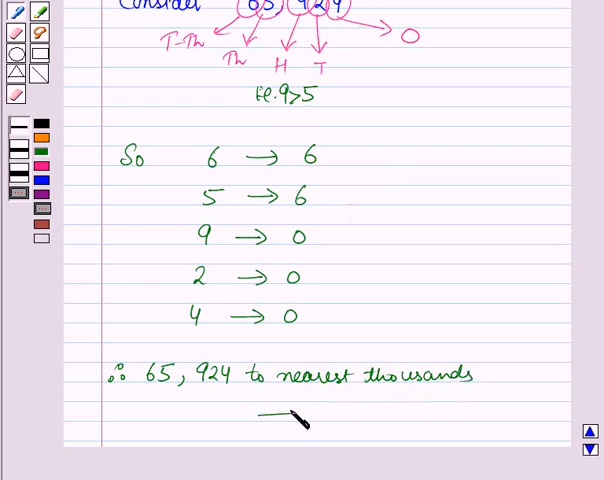 Consider 65, 924
T-Th Th H T O
i.e. 9>5
So 6 → 6
5 → 6
9 → 0
2 → 0
4 → 0
∴ 65, 924 to nearest thousands